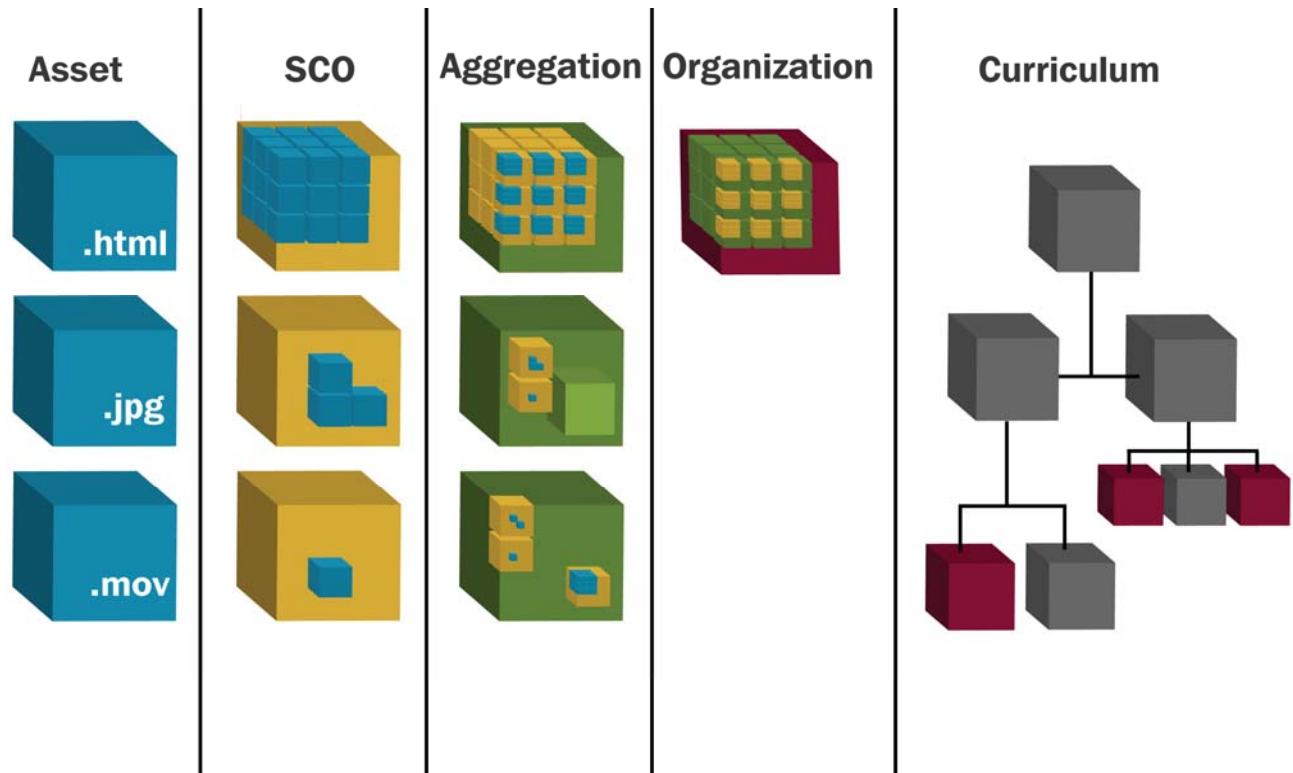 Asset
SCO
Aggregation
Organization
Curriculum
.html
.jpg
.mov